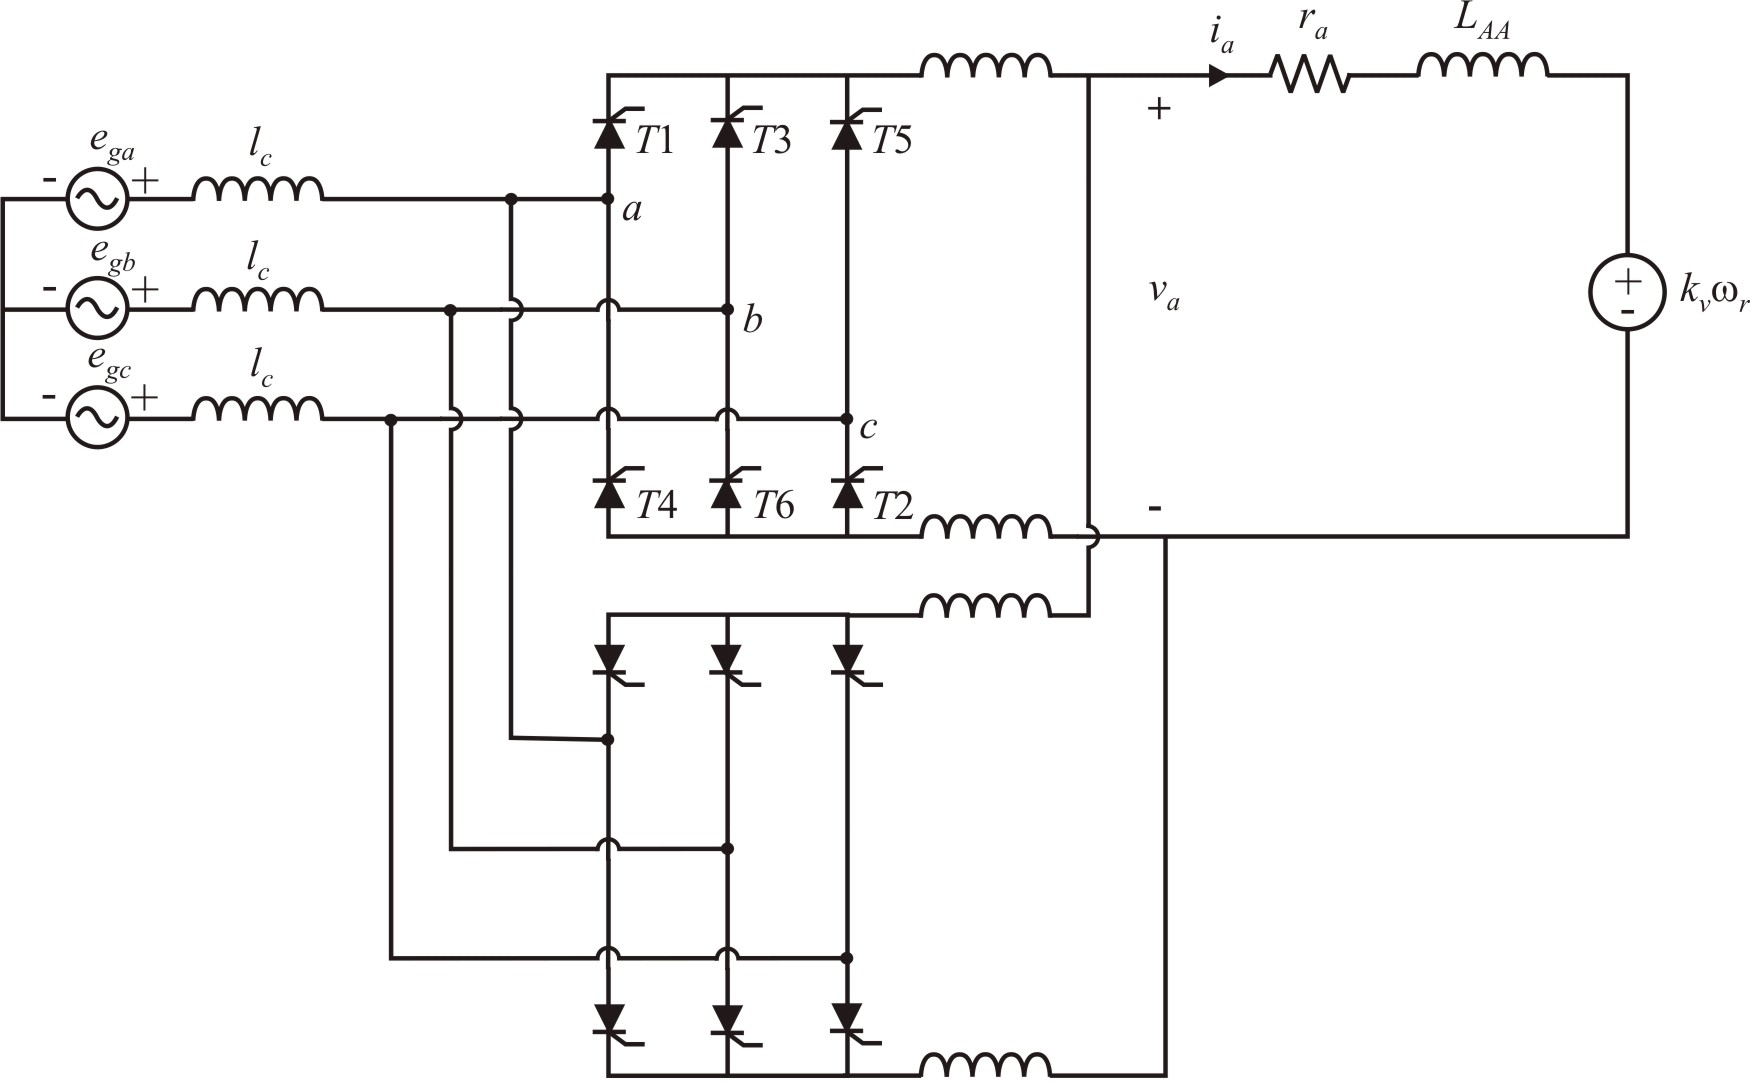 i_a r_a L_AA
+
T1 T3 T5
e_ga l_c
- +
a
e_gb l_c
- +
b
v_a
+
-
k_vω_r
e_gc l_c
- +
c
T4 T6 T2
-